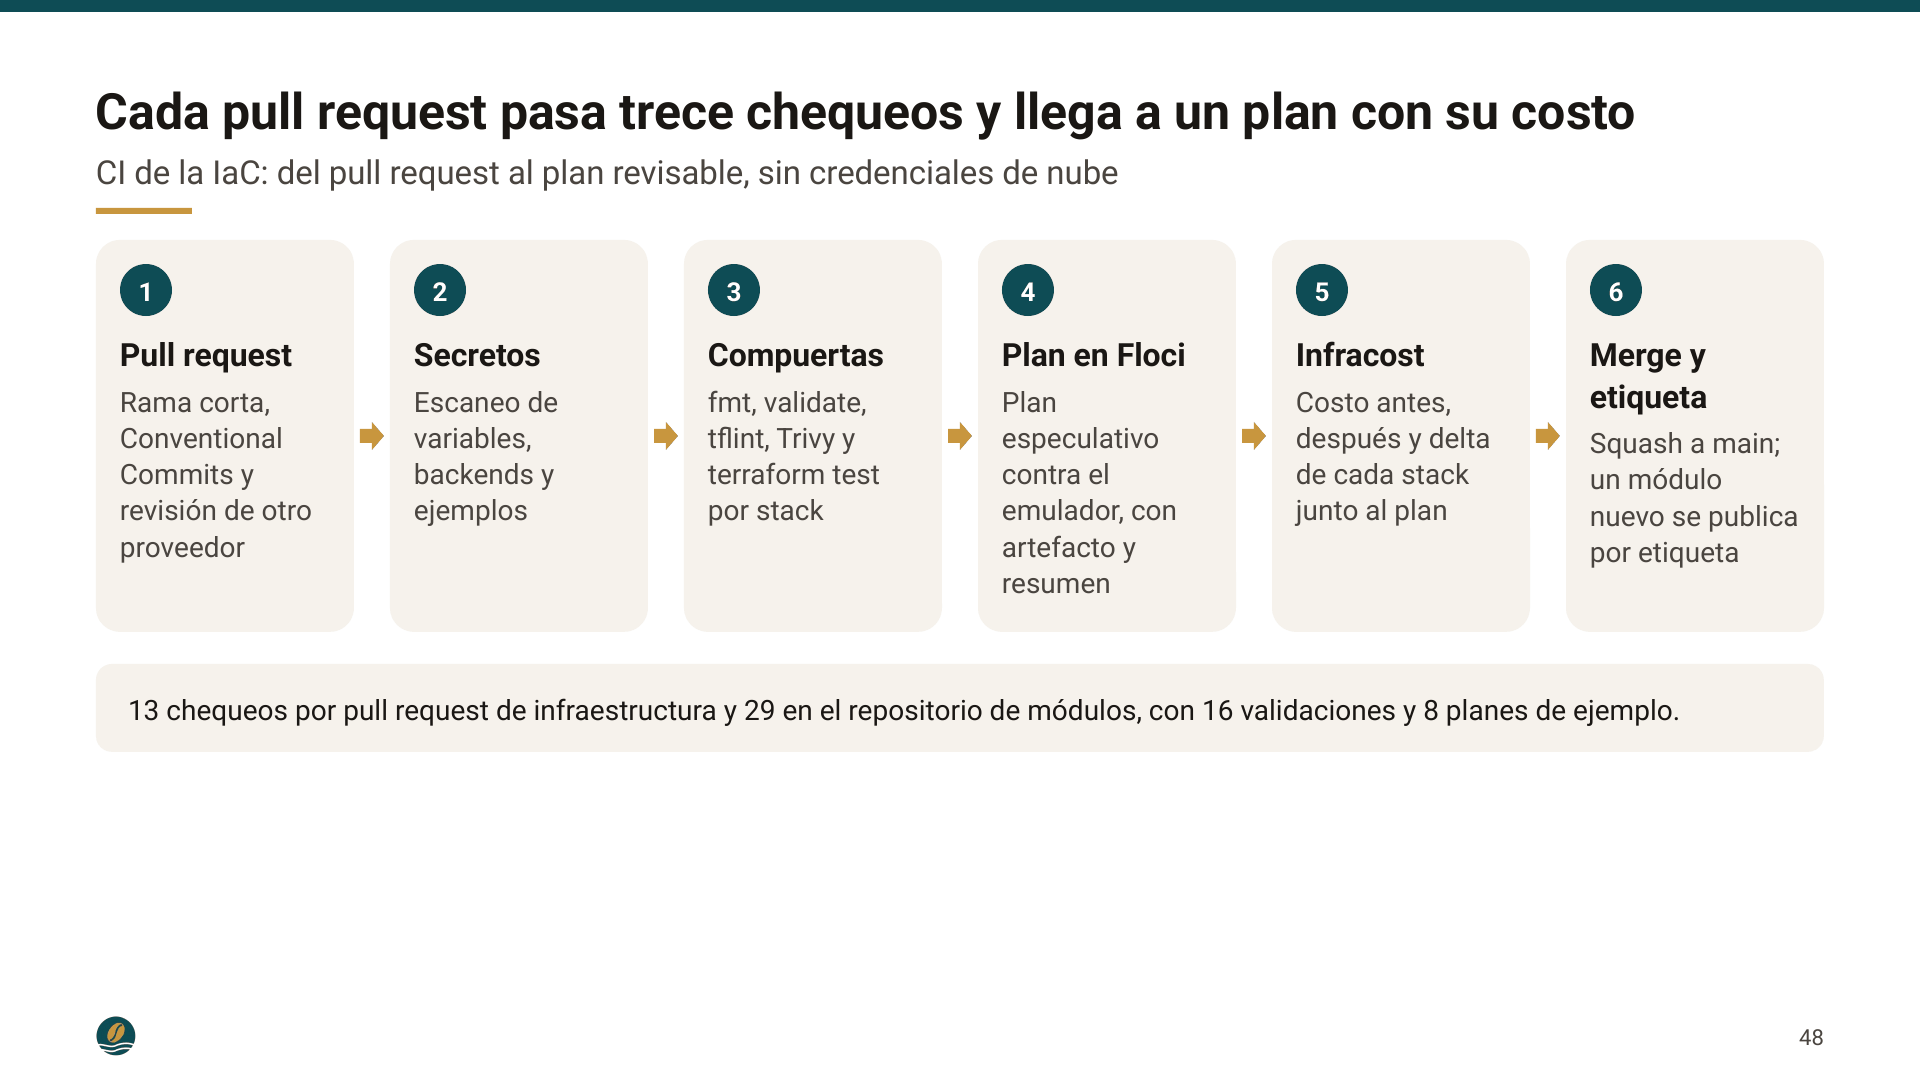 Cada pull request pasa trece chequeos y llega a un plan con su costo
CI de la IaC: del pull request al plan revisable, sin credenciales de nube
1
Pull request
Rama corta,
Conventional
Commits y
revisión de otro
proveedor
2
Secretos
Escaneo de
variables,
backends y
ejemplos
3
Compuertas
fmt, validate,
tflint, Trivy y
terraform test
por stack
4
Plan en Floci
Plan
especulativo
contra el
emulador, con
artefacto y
resumen
5
Infracost
Costo antes,
después y delta
de cada stack
junto al plan
6
Merge y
etiqueta
Squash a main;
un módulo
nuevo se publica
por etiqueta
13 chequeos por pull request de infraestructura y 29 en el repositorio de módulos, con 16 validaciones y 8 planes de ejemplo.
48